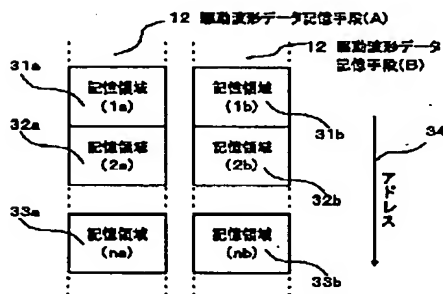 12 駆動波形データ記憶手段(A)
12 駆動波形データ
記憶手段(B)
31a
記憶領域
(1a)
記憶領域
(1b)
31b
32a
記憶領域
(2a)
記憶領域
(2b)
32b
33a
記憶領域
(na)
記憶領域
(nb)
33b
34
アドレス